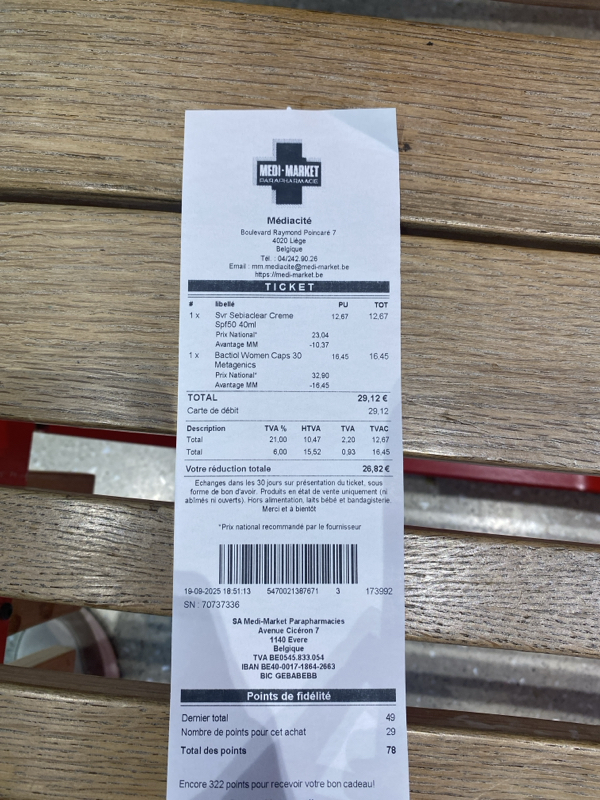 MEDI-MARKET
PARAPHARMACIE
Médiacité
Boulevard Raymond Poincaré 7
4020 Liège
Belgique
Tél. : 04/242.90.26
Email : mm.mediacite@medi-market.be
https://medi-market.be
TICKET
# libellé PU TOT
1 x Svr Sebiaclear Creme 12,67 12,67
Spf50 40ml
Prix National* 23,04
Avantage MM -10,37
1 x Bactiol Women Caps 30 16,45 16,45
Metagenics
Prix National* 32,90
Avantage MM -16,45
TOTAL 29,12 €
Carte de débit 29,12
Description TVA % HTVA TVA TVAC
Total 21,00 10,47 2,20 12,67
Total 6,00 15,52 0,93 16,45
Votre réduction totale 26,82 €
Echanges dans les 30 jours sur présentation du ticket, sous
forme de bon d'avoir. Produits en état de vente uniquement (ni
abîmés ni ouverts). Hors alimentation, laits bébé et bandagisterie.
Merci et à bientôt
*Prix national recommandé par le fournisseur
19-09-2025 18:51:13 5470021387671 3 173992
SN : 70737336
SA Medi-Market Parapharmacies
Avenue Cicéron 7
1140 Evere
Belgique
TVA BE0545.833.054
IBAN BE40-0017-1864-2663
BIC GEBABEBB
Points de fidélité
Dernier total 49
Nombre de points pour cet achat 29
Total des points 78
Encore 322 points pour recevoir votre bon cadeau!